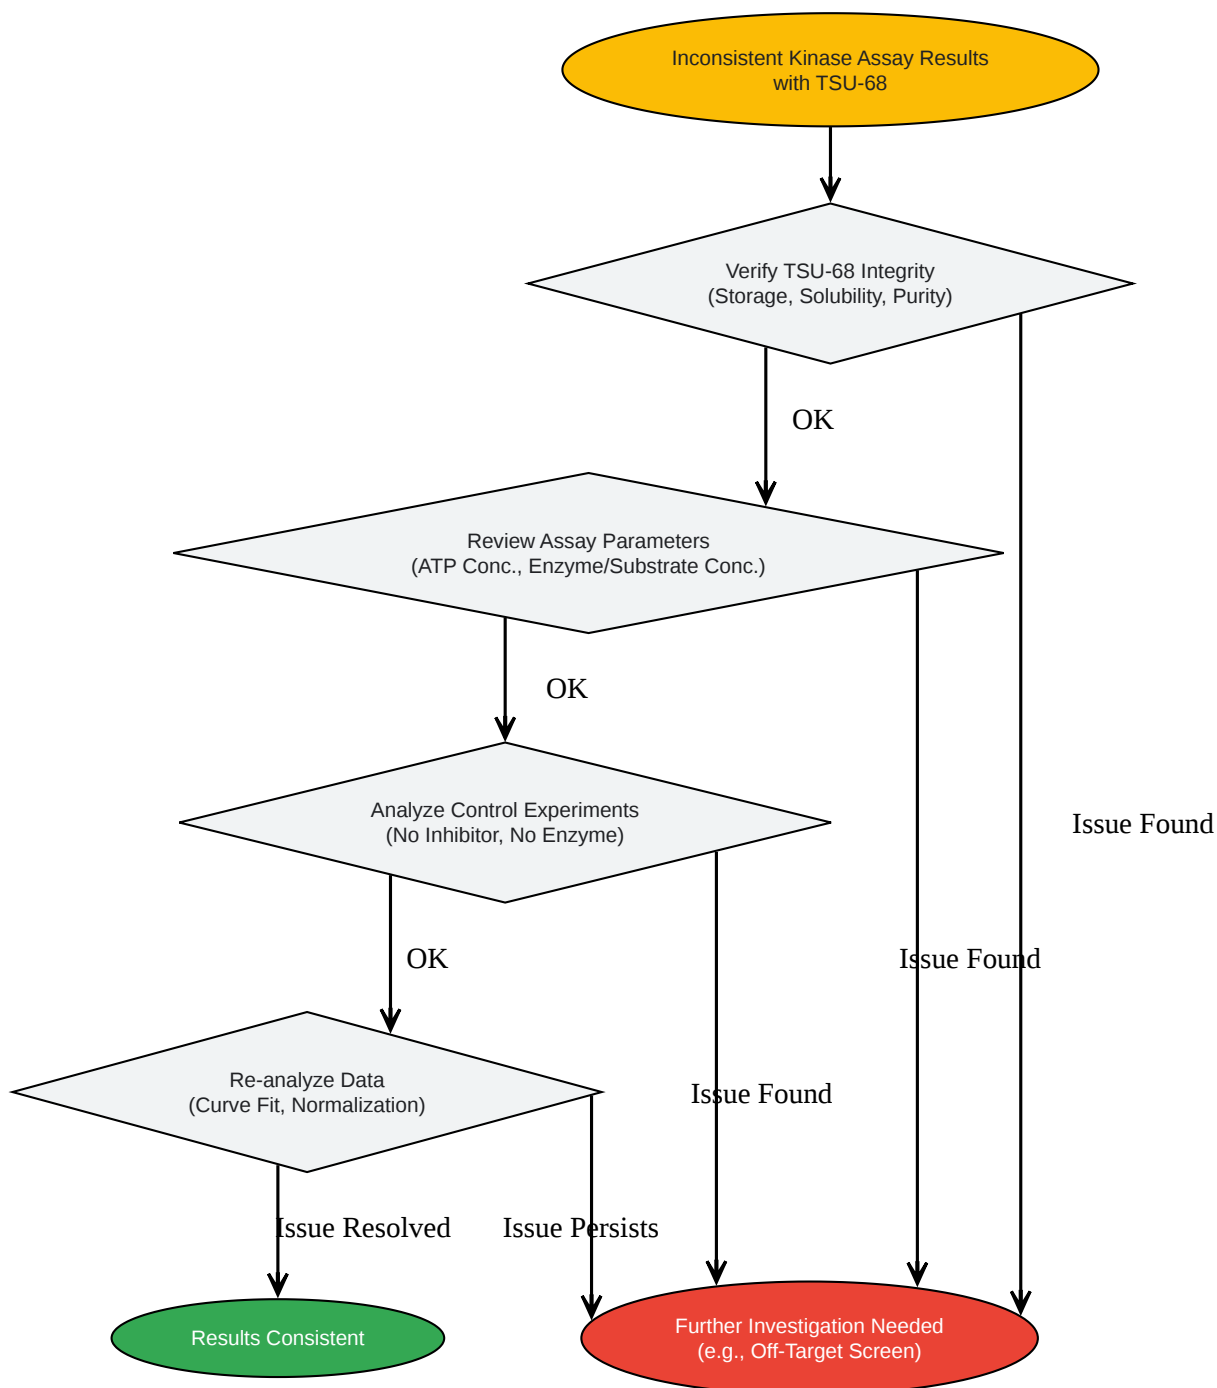 Inconsistent Kinase Assay Results
with TSU-68
Verify TSU-68 Integrity
(Storage, Solubility, Purity)
OK
Review Assay Parameters
(ATP Conc., Enzyme/Substrate Conc.)
OK
Analyze Control Experiments
(No Inhibitor, No Enzyme)
Issue Found
OK
Issue Found
Re-analyze Data
(Curve Fit, Normalization)
Issue Found
Issue Resolved
Issue Persists
Results Consistent
Further Investigation Needed
(e.g., Off-Target Screen)